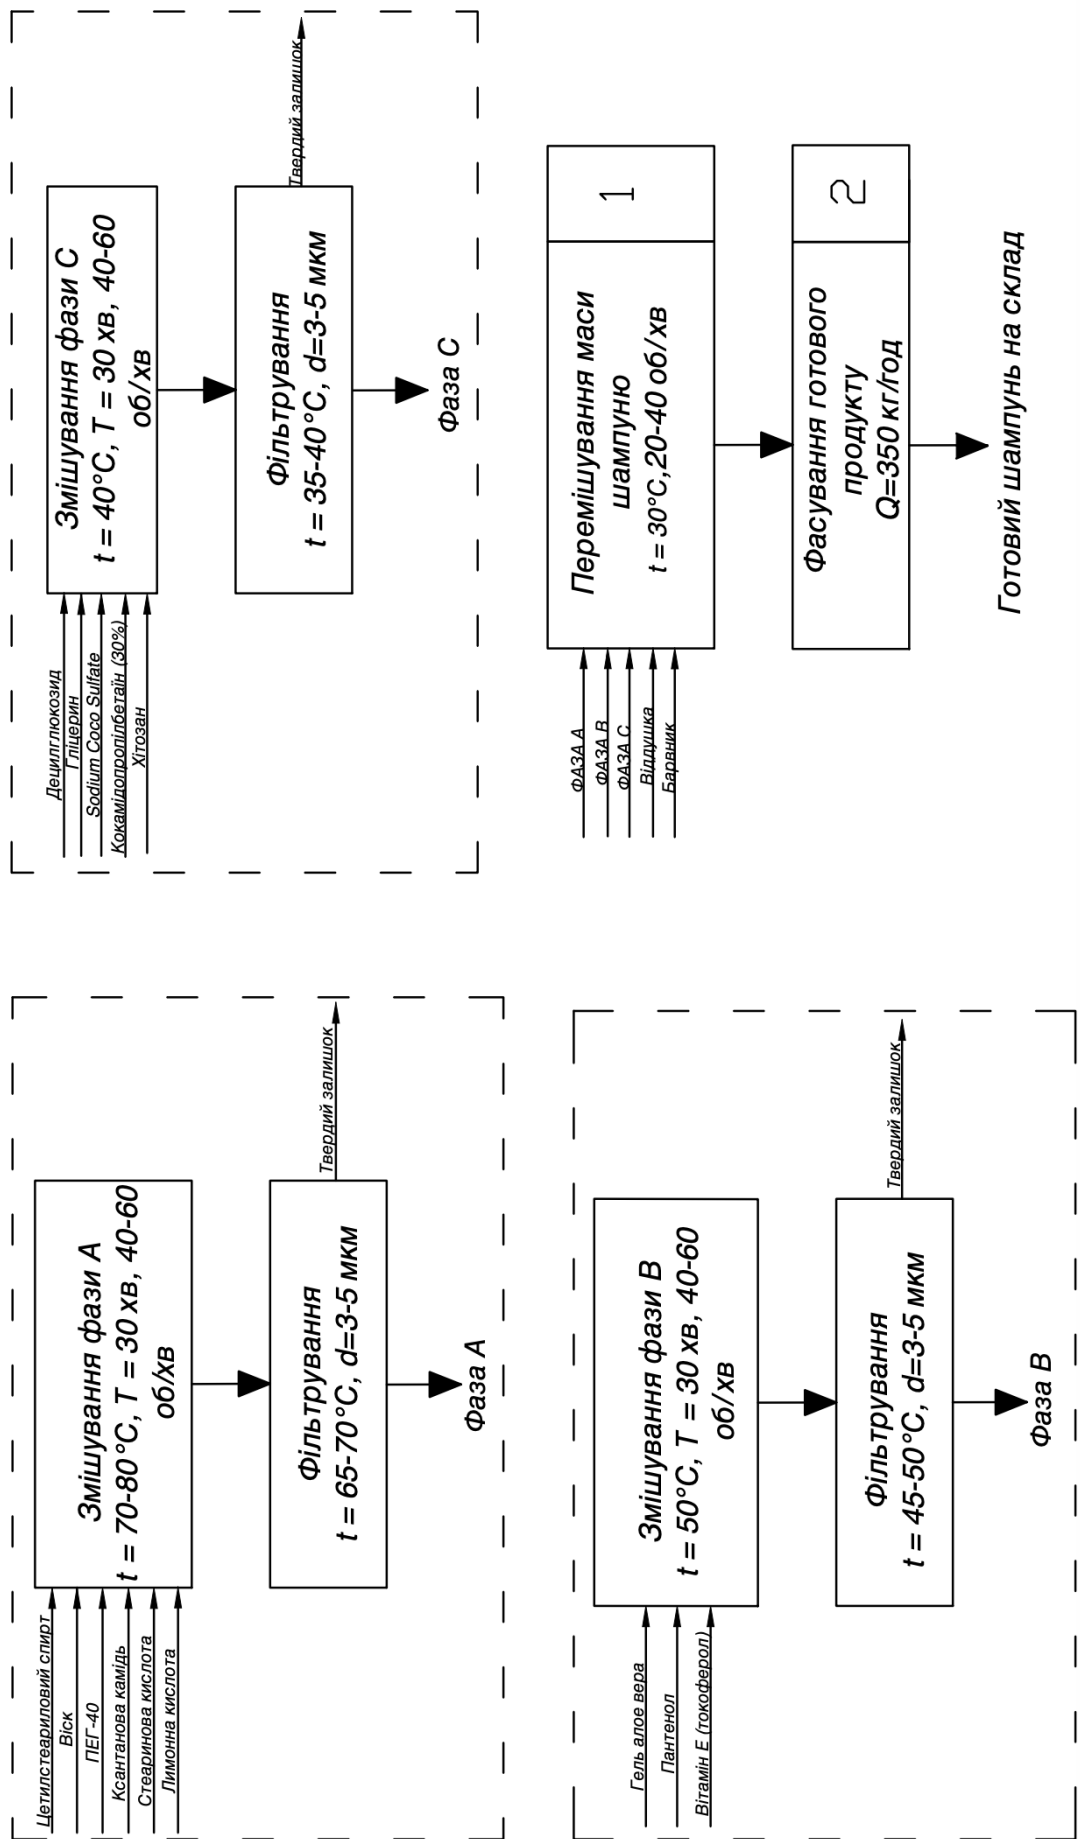 Цетилстеариловий спирт
Віск
ПЕГ-40
Ксантанова камідь
Стеаринова кислота
Лимонна кислота
Змішування фази А
t = 70-80°C, T = 30 хв, 40-60
об/хв
Фільтрування
t = 65-70°C, d=3-5 мкм
Твердий залишок
Фаза А
Гель алое вера
Пантенол
Вітамін Е (токоферол)
Змішування фази В
t = 50°C, T = 30 хв, 40-60
об/хв
Фільтрування
t = 45-50°C, d=3-5 мкм
Твердий залишок
Фаза В
Децилглюкозид
Гліцерин
Sodium Coco Sulfate
Кокамідопропілбетаїн (30%)
Хітозан
Змішування фази С
t = 40°C, T = 30 хв, 40-60
об/хв
Фільтрування
t = 35-40°C, d=3-5 мкм
Твердий залишок
Фаза С
ФАЗА А
ФАЗА В
ФАЗА С
Віддушка
Барвник
Перемішування маси
шампуню
t = 30°C,20-40 об/хв
1
Фасування готового
продукту
Q=350 кг/год
2
Готовий шампунь на склад